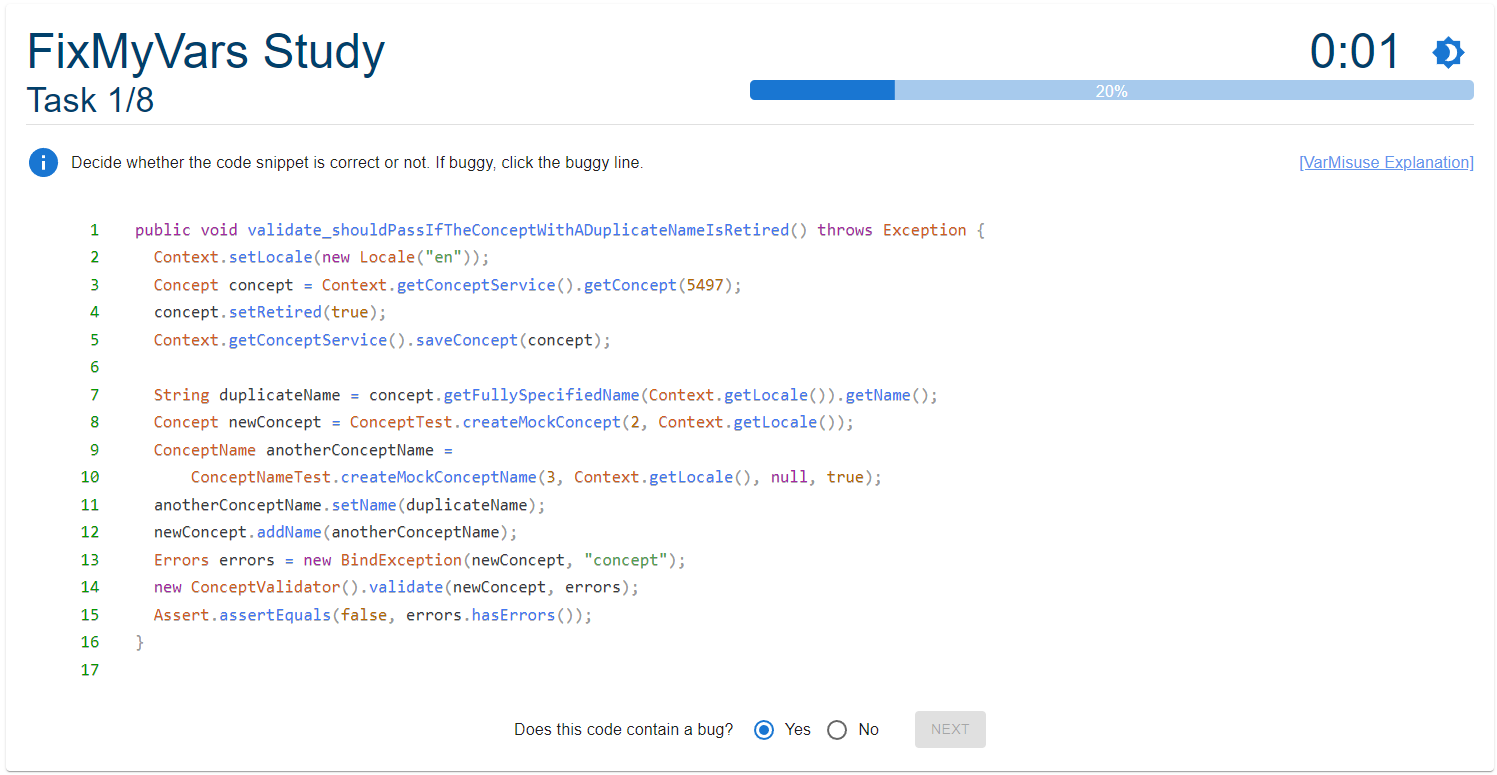 FixMyVars Study
0:01
Task 1/8
20%
Decide whether the code snippet is correct or not. If buggy, click the buggy line.
[VarMisuse Explanation]
1 public void validate_shouldPassIfTheConceptWithADuplicateNameIsRetired() throws Exception {
2 Context.setLocale(new Locale("en"));
3 Concept concept = Context.getConceptService().getConcept(5497);
4 concept.setRetired(true);
5 Context.getConceptService().saveConcept(concept);
6
7 String duplicateName = concept.getFullySpecifiedName(Context.getLocale()).getName();
8 Concept newConcept = ConceptTest.createMockConcept(2, Context.getLocale());
9 ConceptName anotherConceptName =
10 ConceptNameTest.createMockConceptName(3, Context.getLocale(), null, true);
11 anotherConceptName.setName(duplicateName);
12 newConcept.addName(anotherConceptName);
13 Errors errors = new BindException(newConcept, "concept");
14 new ConceptValidator().validate(newConcept, errors);
15 Assert.assertEquals(false, errors.hasErrors());
16 }
17
Does this code contain a bug? Yes No NEXT